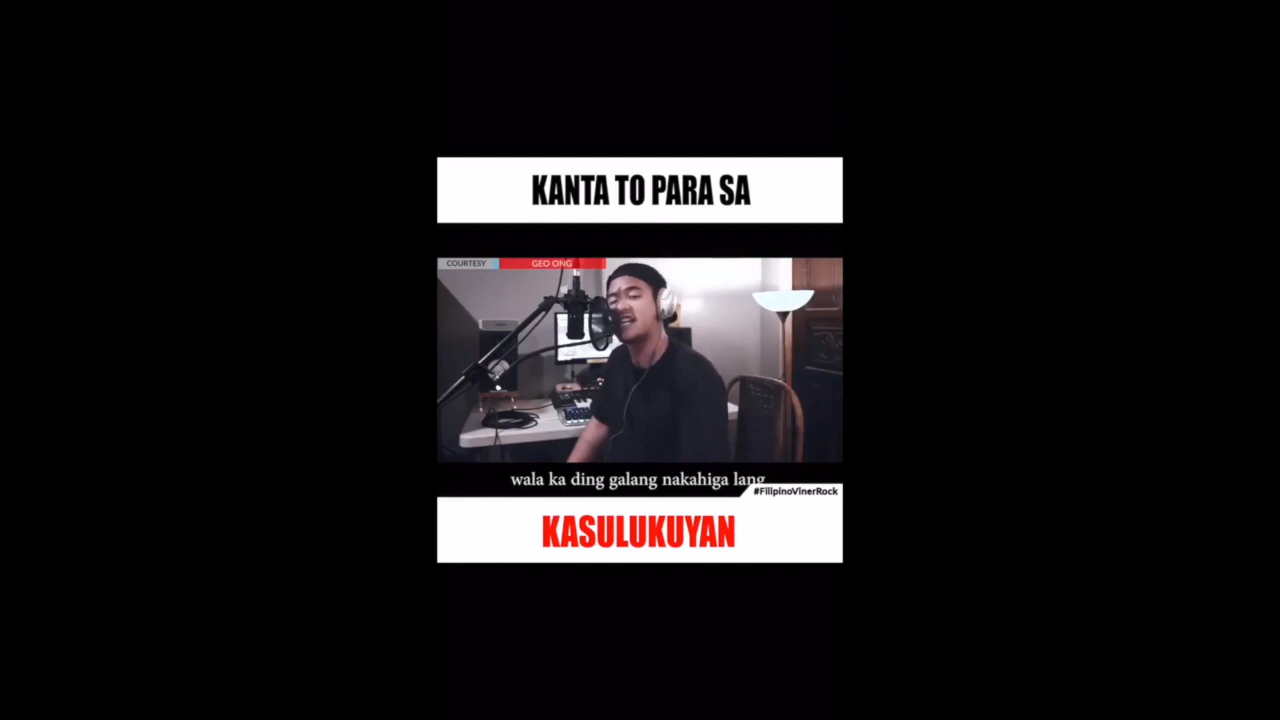 KANTA TO PARA SA
COURTESY GEO ONG
wala ka ding galang nakahiga lang
#FilipinoVinerRock
KASULUKUYAN